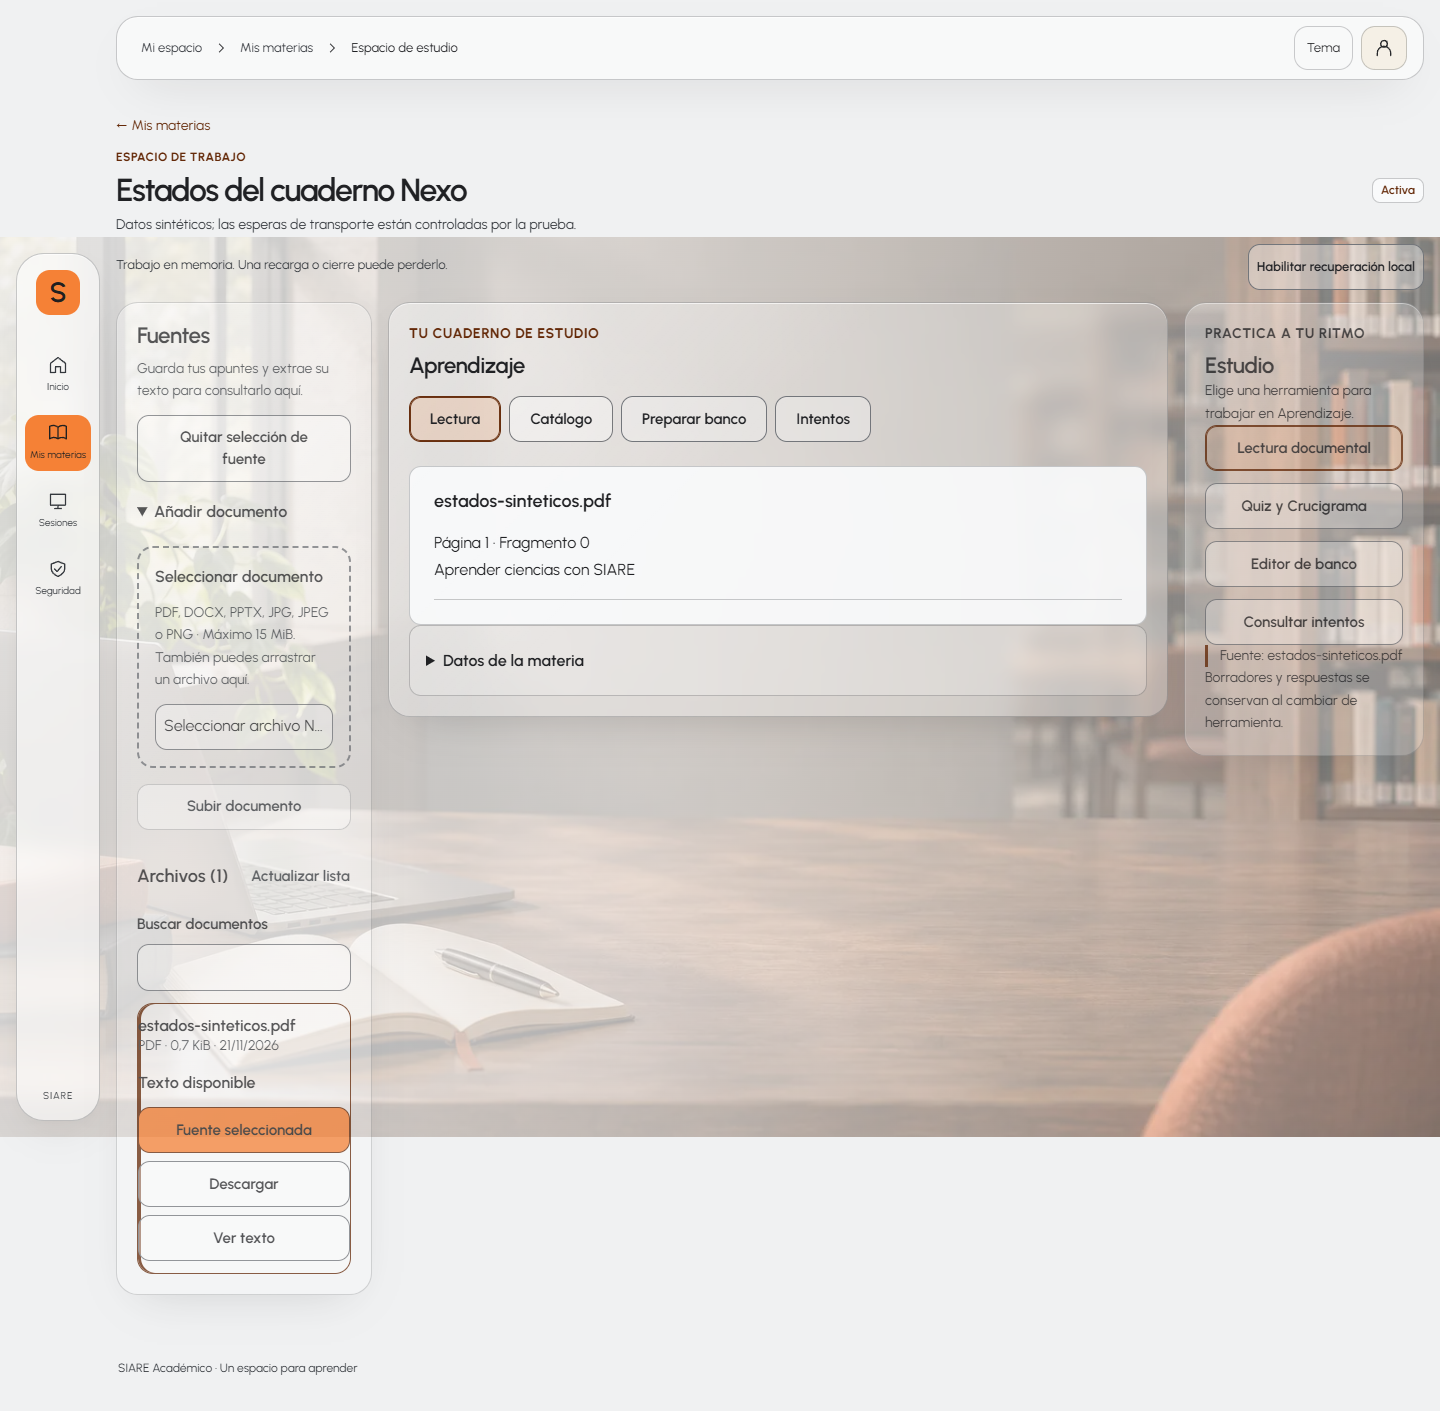 Mi espacio > Mis materias > Espacio de estudio
Tema
← Mis materias
ESPACIO DE TRABAJO
Estados del cuaderno Nexo
Activa
Datos sintéticos; las esperas de transporte están controladas por la prueba.
Trabajo en memoria. Una recarga o cierre puede perderlo.
Habilitar recuperación local
S
Inicio
Mis materias
Sesiones
Seguridad
SIARE
Fuentes
Guarda tus apuntes y extrae su
texto para consultarlo aquí.
Quitar selección de
fuente
▼ Añadir documento
Seleccionar documento
PDF, DOCX, PPTX, JPG, JPEG
o PNG · Máximo 15 MiB.
También puedes arrastrar
un archivo aquí.
Seleccionar archivo N...
Subir documento
Archivos (1)
Actualizar lista
Buscar documentos
estados-sinteticos.pdf
PDF · 0,7 KiB · 21/11/2026
Texto disponible
Fuente seleccionada
Descargar
Ver texto
TU CUADERNO DE ESTUDIO
Aprendizaje
Lectura
Catálogo
Preparar banco
Intentos
estados-sinteticos.pdf
Página 1 · Fragmento 0
Aprender ciencias con SIARE
▶ Datos de la materia
PRACTICA A TU RITMO
Estudio
Elige una herramienta para
trabajar en Aprendizaje.
Lectura documental
Quiz y Crucigrama
Editor de banco
Consultar intentos
Fuente: estados-sinteticos.pdf
Borradores y respuestas se
conservan al cambiar de
herramienta.
SIARE Académico · Un espacio para aprender